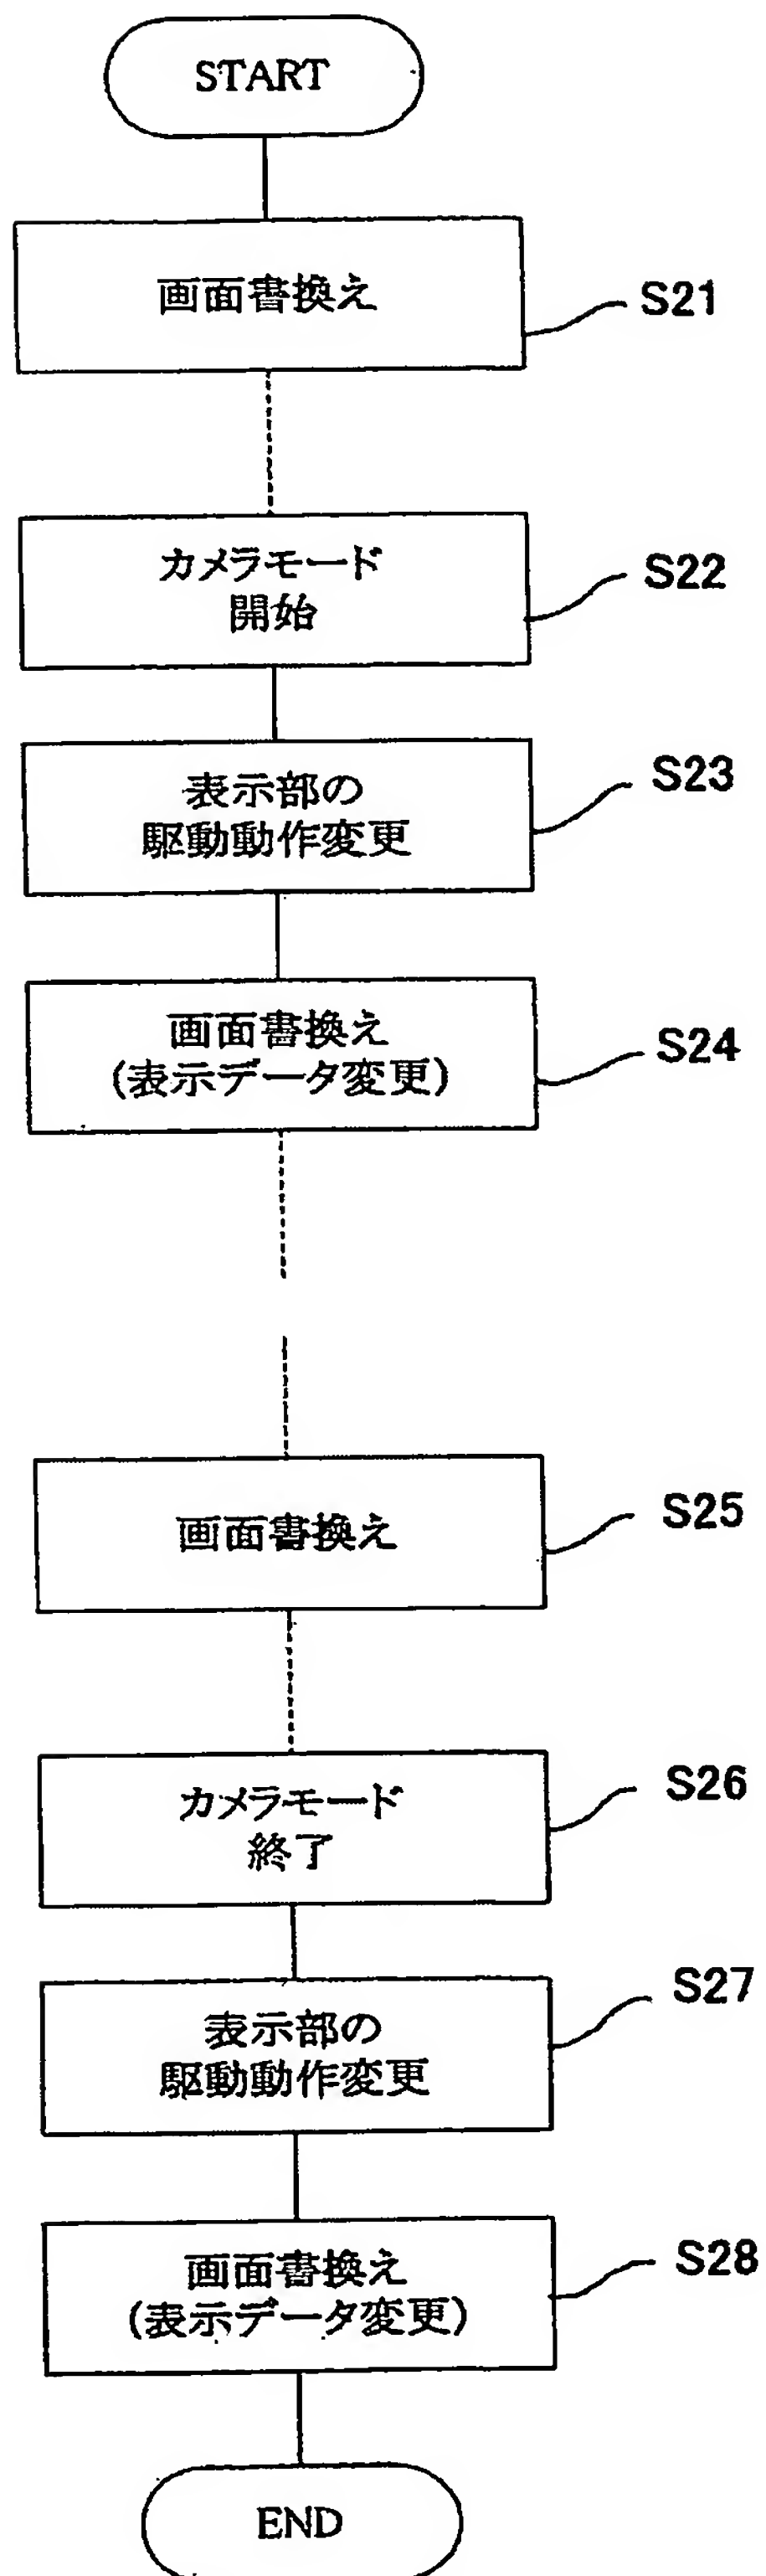 START
画面書換え
S21
カメラモード
開始
S22
表示部の
駆動動作変更
S23
画面書換え
(表示データ変更)
S24
画面書換え
S25
カメラモード
終了
S26
表示部の
駆動動作変更
S27
画面書換え
(表示データ変更)
S28
END